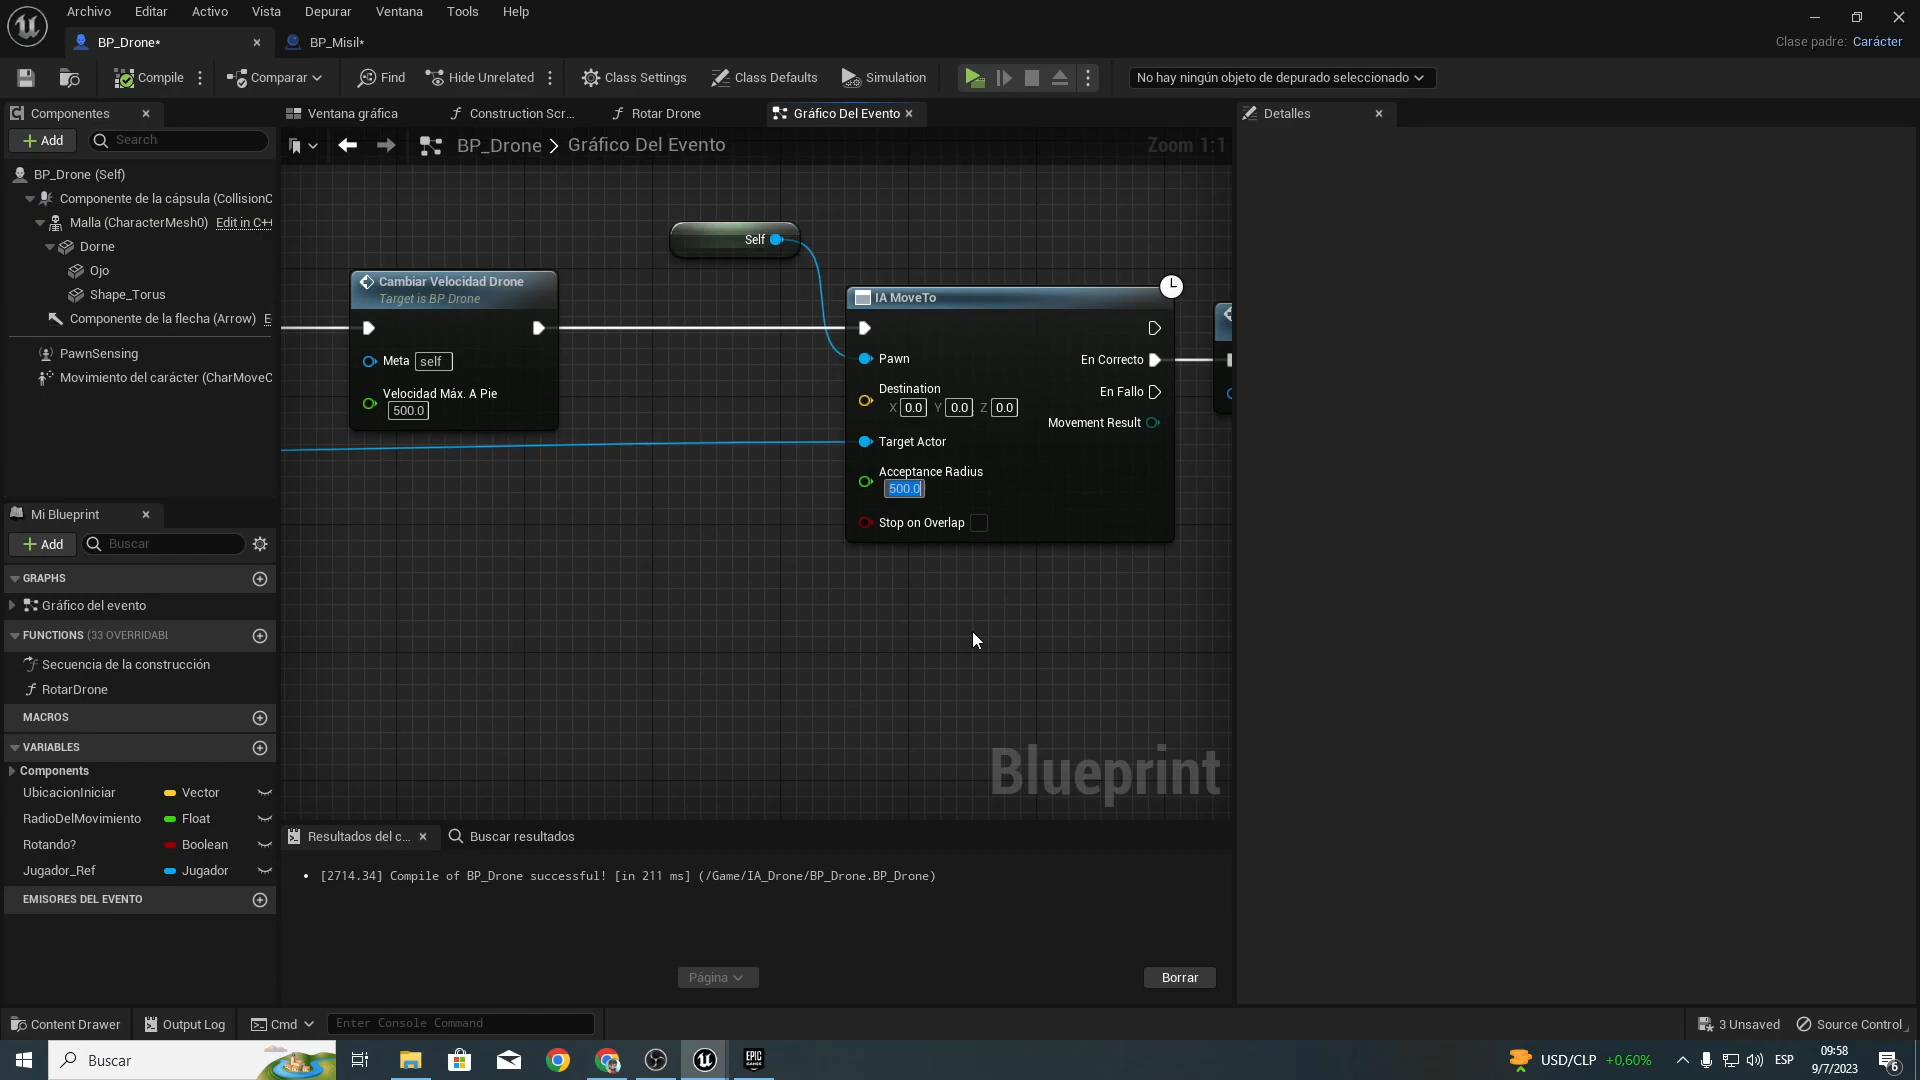 Archivo Editar Activo Vista Depurar Ventana Tools Help
BP_Drone* BP_Misil* Clase padre: Carácter
Compile Comparar Find Hide Unrelated Class Settings Class Defaults Simulation No hay ningún objeto de depurado seleccionado
Componentes Ventana gráfica Construction Scr... Rotar Drone Gráfico Del Evento Detalles
Add Search BP_Drone Gráfico Del Evento Zoom 1:1
BP_Drone (Self)
Componente de la cápsula (CollisionC
Malla (CharacterMesh0) Edit in C++
Dorne
Ojo
Shape_Torus
Componente de la flecha (Arrow) E
PawnSensing
Movimiento del carácter (CharMoveC
Self
Cambiar Velocidad Drone
Target is BP Drone
Meta self
Velocidad Máx. A Pie
500.0
IA MoveTo
Pawn En Correcto
Destination En Fallo
X 0.0 Y 0.0 Z 0.0
Movement Result
Target Actor
Acceptance Radius
500.0
Stop on Overlap
Blueprint
Mi Blueprint
Add Buscar
GRAPHS
Gráfico del evento
FUNCTIONS (33 OVERRIDABL
Secuencia de la construcción
RotarDrone
MACROS
VARIABLES
Components
UbicacionIniciar Vector
RadioDelMovimiento Float
Rotando? Boolean
Jugador_Ref Jugador
EMISORES DEL EVENTO
Resultados del c... Buscar resultados
[2714.34] Compile of BP_Drone successful! [in 211 ms] (/Game/IA_Drone/BP_Drone.BP_Drone)
Página Borrar
Content Drawer Output Log Cmd Enter Console Command 3 Unsaved Source Control
Buscar EPIC GAMES USD/CLP +0,60% ESP 09:58
9/7/2023 6